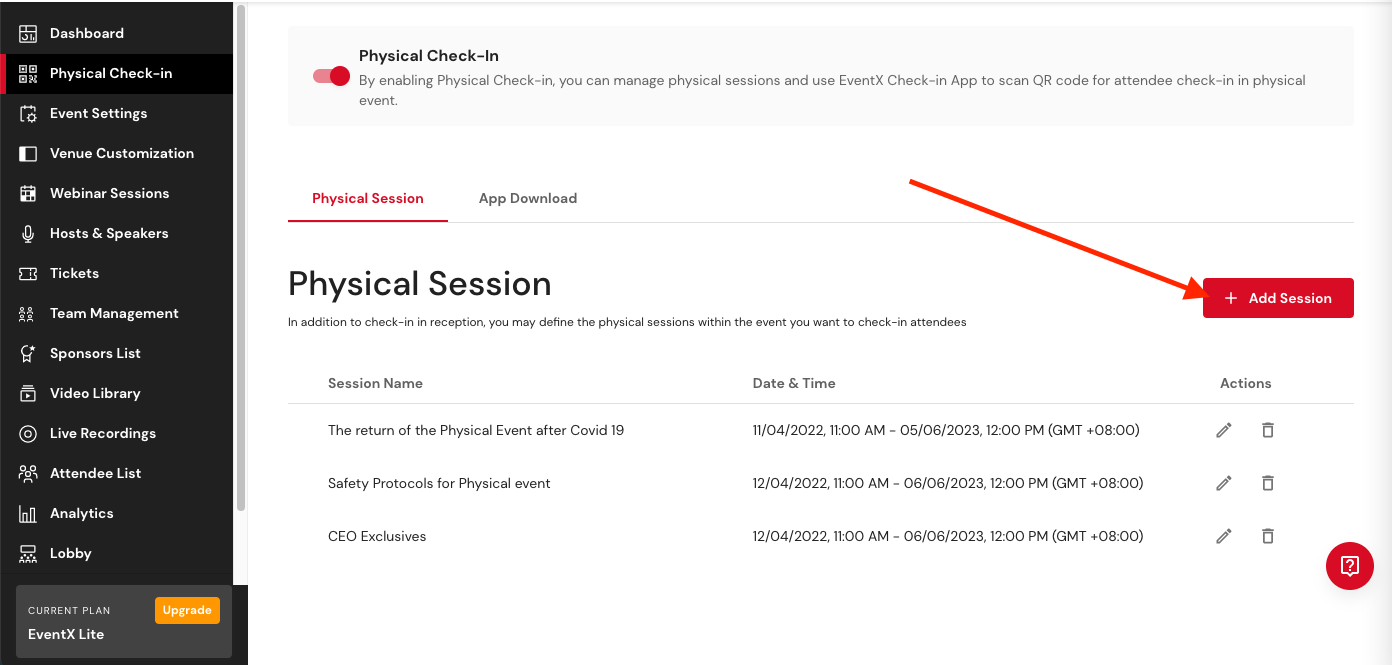 Dashboard
Physical Check-in
Event Settings
Venue Customization
Webinar Sessions
Hosts & Speakers
Tickets
Team Management
Sponsors List
Video Library
Live Recordings
Attendee List
Analytics
Lobby
CURRENT PLAN
Upgrade
EventX Lite
Physical Check-In
By enabling Physical Check-in, you can manage physical sessions and use EventX Check-in App to scan QR code for attendee check-in in physical
event.
Physical Session App Download
Physical Session
+ Add Session
In addition to check-in in reception, you may define the physical sessions within the event you want to check-in attendees
Session Name Date & Time Actions
The return of the Physical Event after Covid 19 11/04/2022, 11:00 AM - 05/06/2023, 12:00 PM (GMT +08:00)
Safety Protocols for Physical event 12/04/2022, 11:00 AM - 06/06/2023, 12:00 PM (GMT +08:00)
CEO Exclusives 12/04/2022, 11:00 AM - 06/06/2023, 12:00 PM (GMT +08:00)